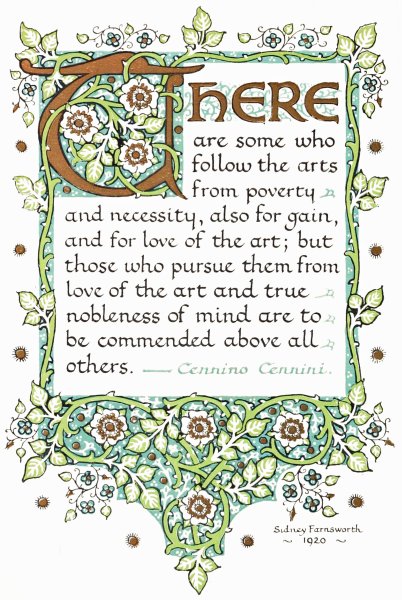 There
are some who
follow the arts
from poverty
and necessity, also for gain,
and for love of the art; but
those who pursue them from
love of the art and true
nobleness of mind are to
be commended above all
others. — Cennino Cennini.
Sidney Farnsworth
~ 1920 ~